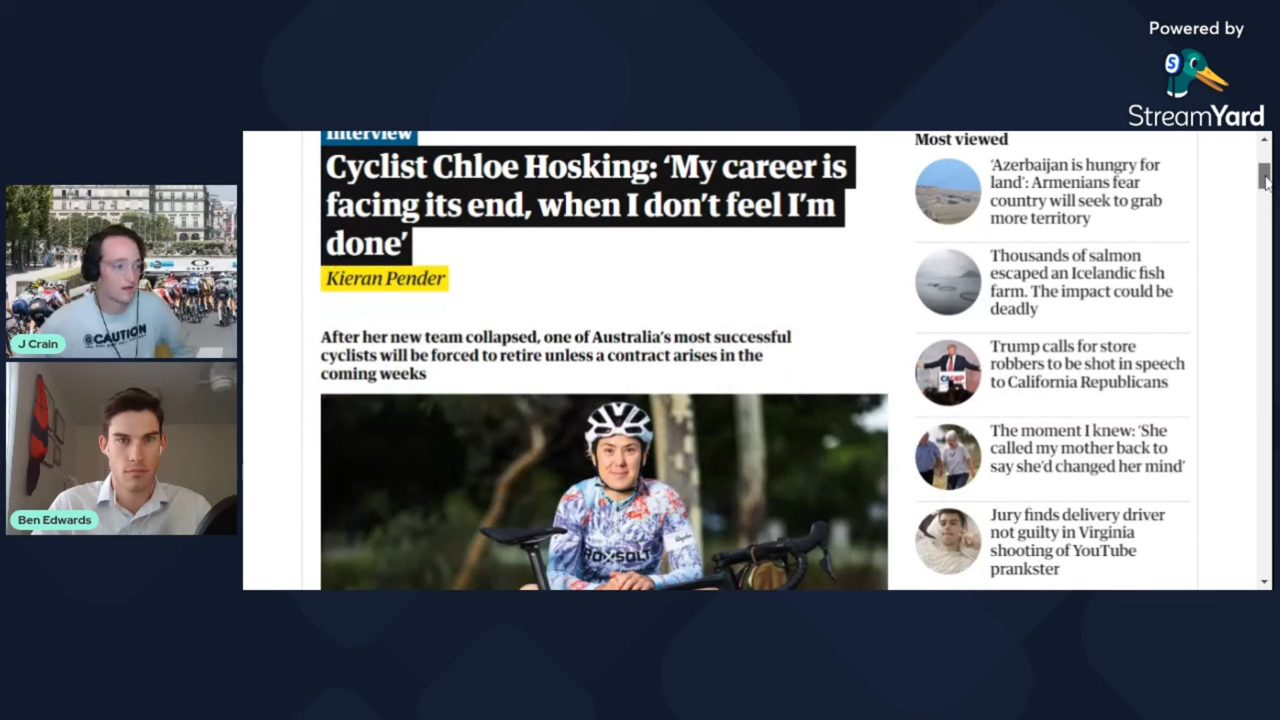 Powered by
StreamYard
Interview
Cyclist Chloe Hosking: ‘My career is
facing its end, when I don’t feel I’m
done’
Kieran Pender
After her new team collapsed, one of Australia’s most successful
cyclists will be forced to retire unless a contract arises in the
coming weeks
ROXSOLT
Most viewed
‘Azerbaijan is hungry for
land’: Armenians fear
country will seek to grab
more territory
Thousands of salmon
escaped an Icelandic fish
farm. The impact could be
deadly
Trump calls for store
robbers to be shot in speech
to California Republicans
The moment I knew: ‘She
called my mother back to
say she’d changed her mind’
Jury finds delivery driver
not guilty in Virginia
shooting of YouTube
prankster
OAKLEY
CAUTION
J Crain
Ben Edwards